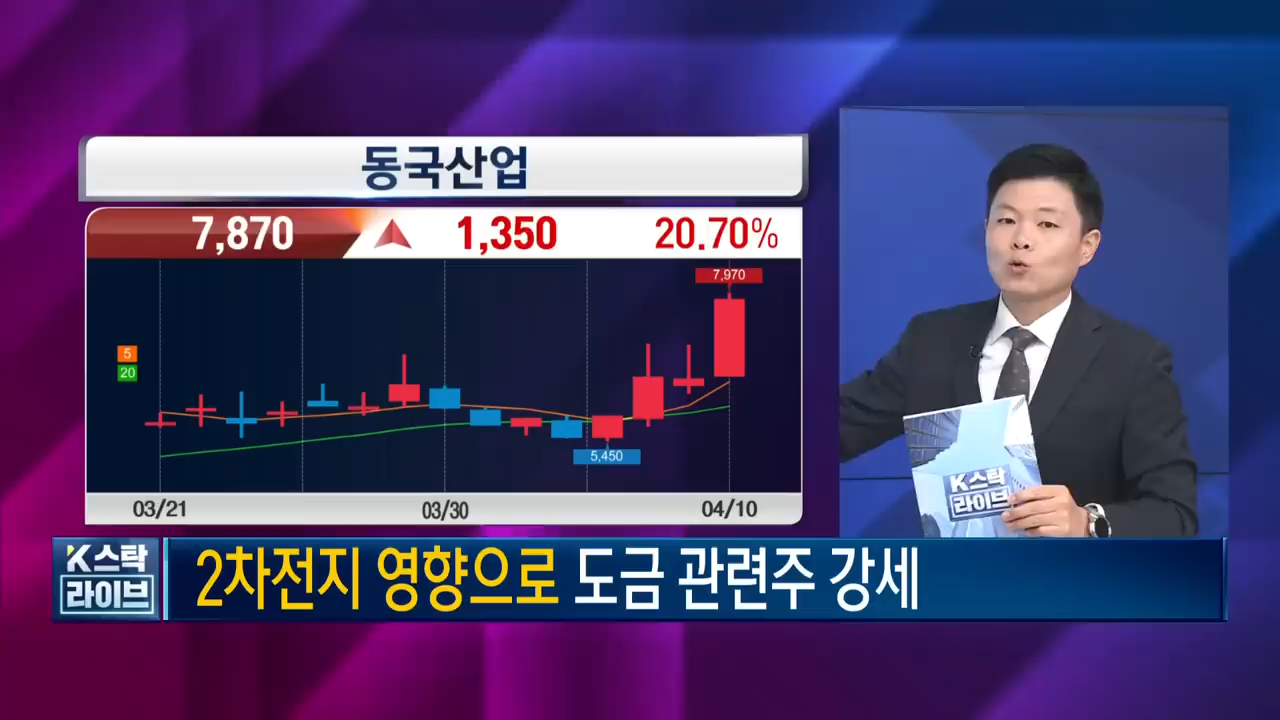 동국산업
7,870 1,350 20.70%
7,970
5
20
5,450
03/21 03/30 04/10
K스탁
라이브
K스탁
라이브
2차전지 영향으로 도금 관련주 강세